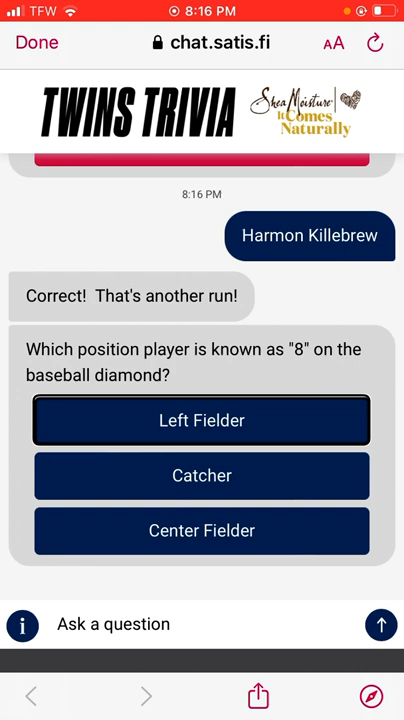 TFW 8:16 PM
Done chat.satis.fi AA
TWINS TRIVIA
SheaMoisture
It Comes
Naturally
8:16 PM
Harmon Killebrew
Correct! That's another run!
Which position player is known as "8" on the
baseball diamond?
Left Fielder
Catcher
Center Fielder
i Ask a question